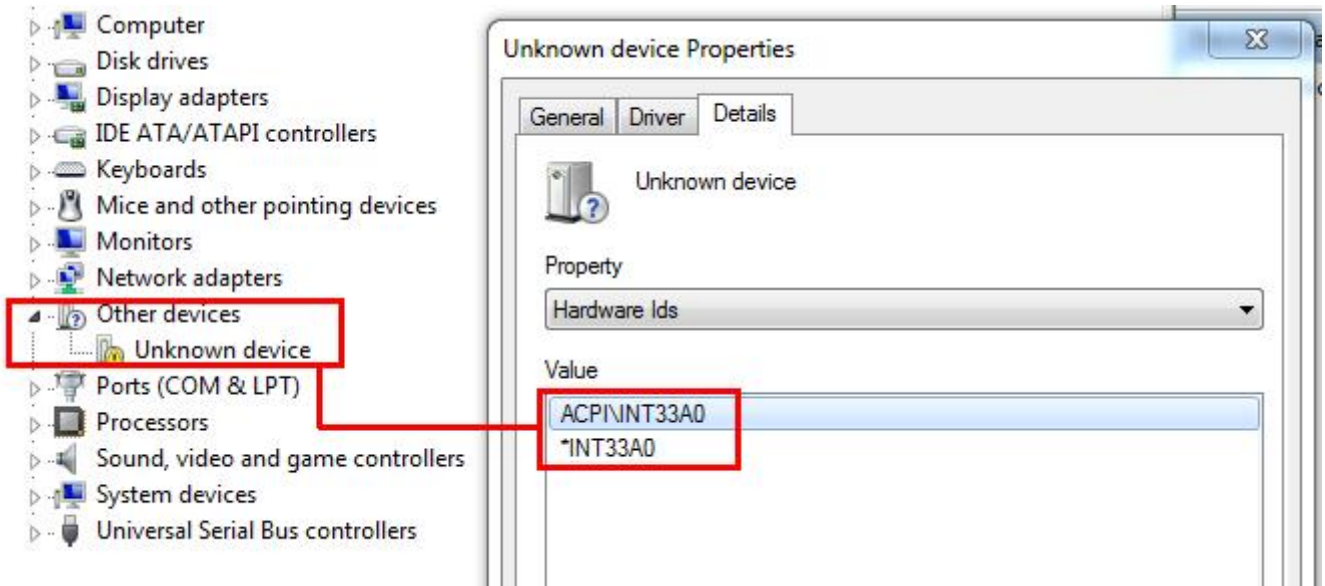 Computer
Disk drives
Display adapters
IDE ATA/ATAPI controllers
Keyboards
Mice and other pointing devices
Monitors
Network adapters
Other devices
Unknown device
Ports (COM & LPT)
Processors
Sound, video and game controllers
System devices
Universal Serial Bus controllers
Unknown device Properties
General Driver Details
Unknown device
Property
Hardware Ids
Value
ACPI\INT33A0
*INT33A0